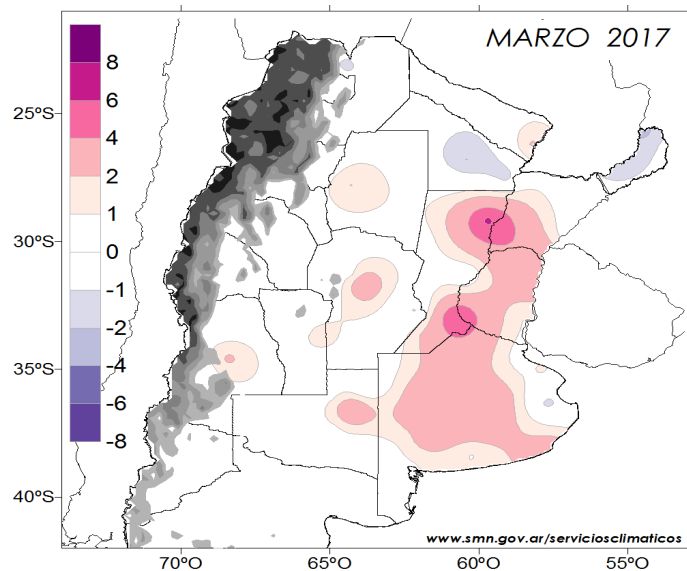 MARZO 2017
8
6
4
2
1
0
-1
-2
-4
-6
-8
25ºS
30ºS
35ºS
40ºS
www.smn.gov.ar/serviciosclimaticos
70ºO
65ºO
60ºO
55ºO